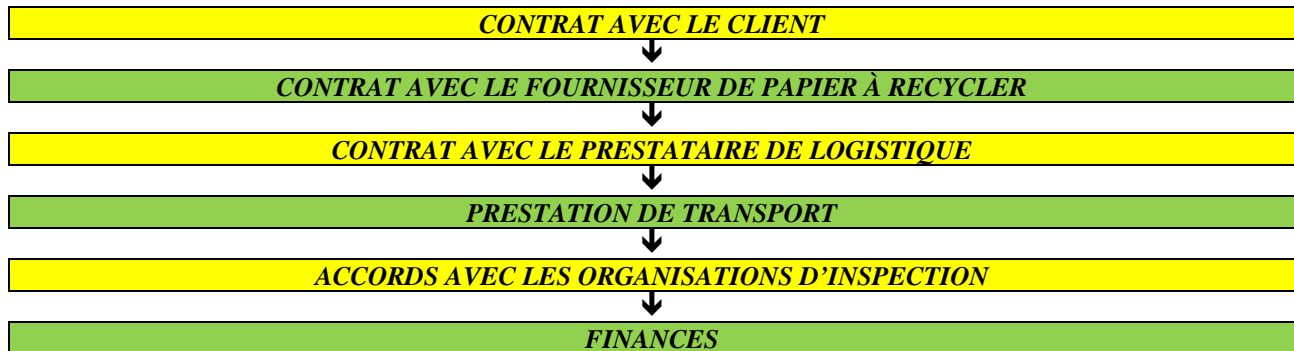 CONTRAT AVEC LE CLIENT
CONTRAT AVEC LE FOURNISSEUR DE PAPIER À RECYCLER
CONTRAT AVEC LE PRESTATAIRE DE LOGISTIQUE
PRESTATION DE TRANSPORT
ACCORDS AVEC LES ORGANISATIONS D'INSPECTION
FINANCES